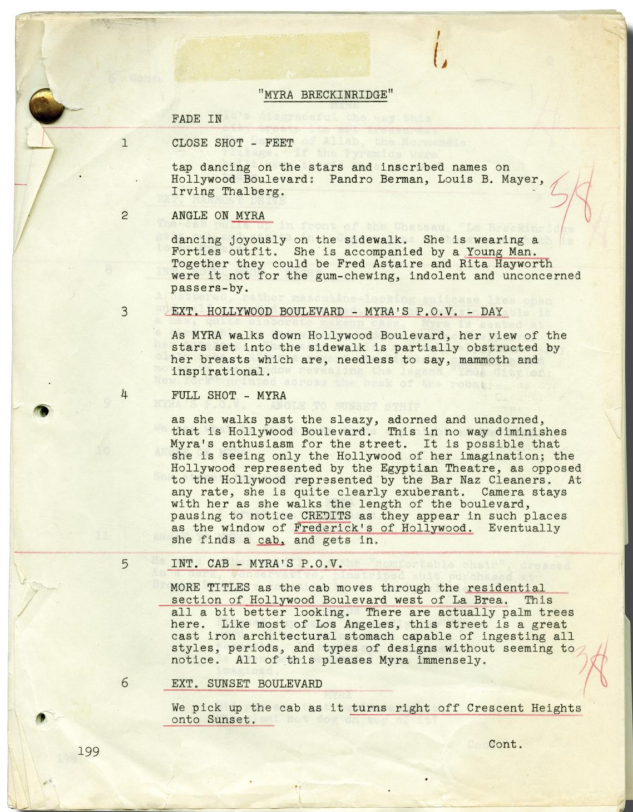 "MYRA BRECKINRIDGE"
FADE IN
1 CLOSE SHOT - FEET
tap dancing on the stars and inscribed names on
Hollywood Boulevard: Pandro Berman, Louis B. Mayer,
Irving Thalberg.
5/8
2 ANGLE ON MYRA
dancing joyously on the sidewalk. She is wearing a
Forties outfit. She is accompanied by a Young Man.
Together they could be Fred Astaire and Rita Hayworth
were it not for the gum-chewing, indolent and unconcerned
passers-by.
3 EXT. HOLLYWOOD BOULEVARD - MYRA'S P.O.V. - DAY
As MYRA walks down Hollywood Boulevard, her view of the
stars set into the sidewalk is partially obstructed by
her breasts which are, needless to say, mammoth and
inspirational.
4 FULL SHOT - MYRA
as she walks past the sleazy, adorned and unadorned,
that is Hollywood Boulevard. This in no way diminishes
Myra's enthusiasm for the street. It is possible that
she is seeing only the Hollywood of her imagination; the
Hollywood represented by the Egyptian Theatre, as opposed
to the Hollywood represented by the Bar Naz Cleaners. At
any rate, she is quite clearly exuberant. Camera stays
with her as she walks the length of the boulevard,
pausing to notice CREDITS as they appear in such places
as the window of Frederick's of Hollywood. Eventually
she finds a cab, and gets in.
5 INT. CAB - MYRA'S P.O.V.
MORE TITLES as the cab moves through the residential
section of Hollywood Boulevard west of La Brea. This
all a bit better looking. There are actually palm trees
here. Like most of Los Angeles, this street is a great
cast iron architectural stomach capable of ingesting all
styles, periods, and types of designs without seeming to
notice. All of this pleases Myra immensely.
3/8
6 EXT. SUNSET BOULEVARD
We pick up the cab as it turns right off Crescent Heights
onto Sunset.
Cont.
199